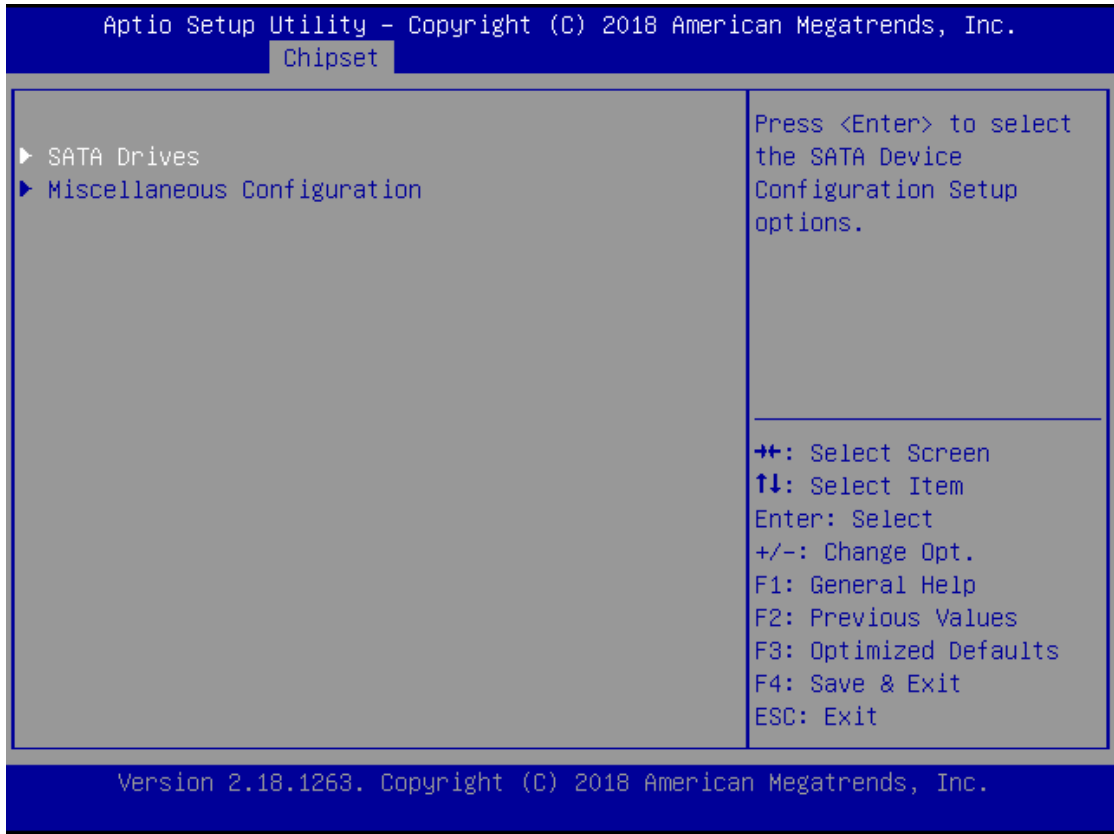 Aptio Setup Utility – Copyright (C) 2018 American Megatrends, Inc.
Chipset
▶ SATA Drives
▶ Miscellaneous Configuration
Press <Enter> to select
the SATA Device
Configuration Setup
options.
→←: Select Screen
↑↓: Select Item
Enter: Select
+/-: Change Opt.
F1: General Help
F2: Previous Values
F3: Optimized Defaults
F4: Save & Exit
ESC: Exit
Version 2.18.1263. Copyright (C) 2018 American Megatrends, Inc.